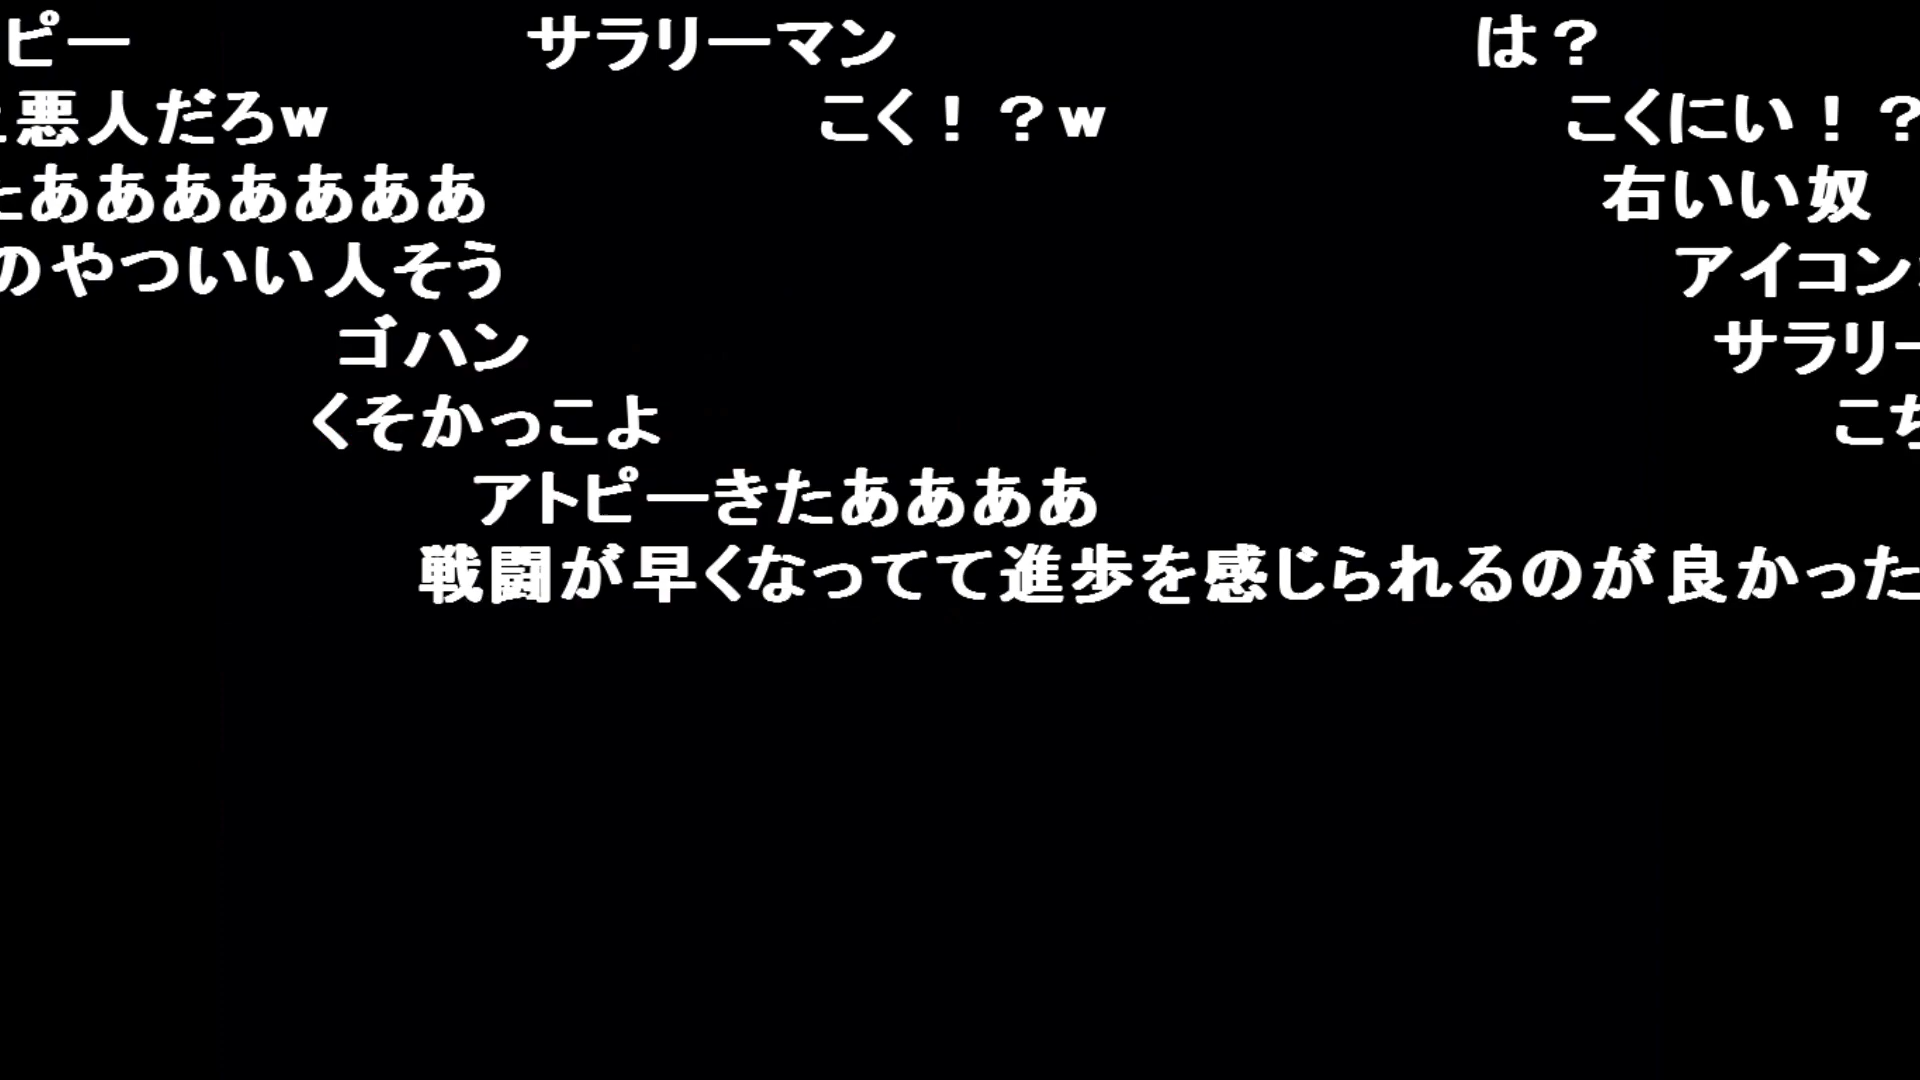 ピー サラリーマン は？
悪人だろw こく！？w こくにい！？
たあああああああ 右いい奴
のやついい人そう アイコン
ゴハン サラリー
くそかっこよ こち
アトピーきたああああ
戦闘が早くなってて進歩を感じられるのが良かった